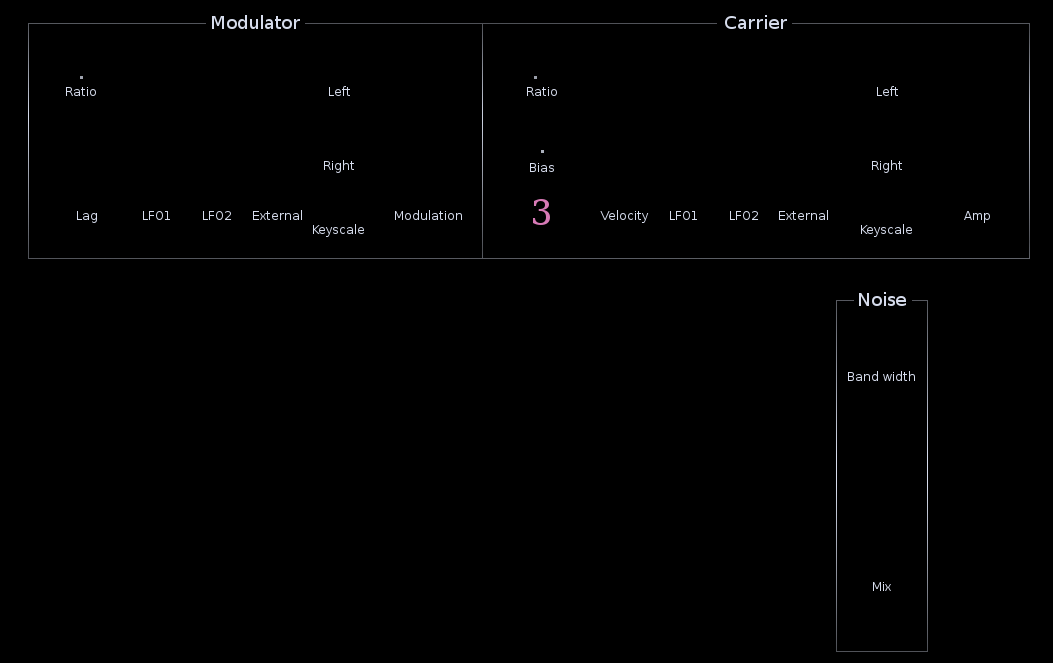 Modulator
Carrier
Ratio
Left
Ratio
Left
Right
Bias
Right
Lag
LFO1
LFO2
External
Keyscale
Modulation
3
Velocity
LFO1
LFO2
External
Keyscale
Amp
Noise
Band width
Mix